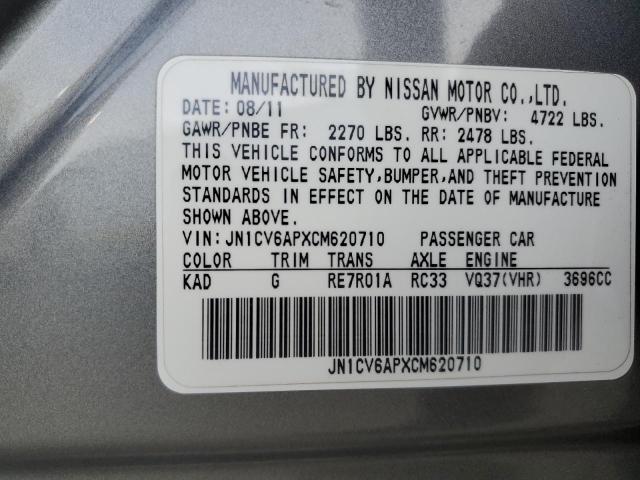 MANUFACTURED BY NISSAN MOTOR CO.,LTD.
DATE: 08/11 GVWR/PNBV: 4722 LBS.
GAWR/PNBE FR: 2270 LBS. RR: 2478 LBS.
THIS VEHICLE CONFORMS TO ALL APPLICABLE FEDERAL
MOTOR VEHICLE SAFETY,BUMPER,AND THEFT PREVENTION
STANDARDS IN EFFECT ON THE DATE OF MANUFACTURE
SHOWN ABOVE.
VIN:JN1CV6APXCM620710 PASSENGER CAR
COLOR TRIM TRANS AXLE ENGINE
KAD G RE7R01A RC33 VQ37(VHR) 3696CC
JN1CV6APXCM620710